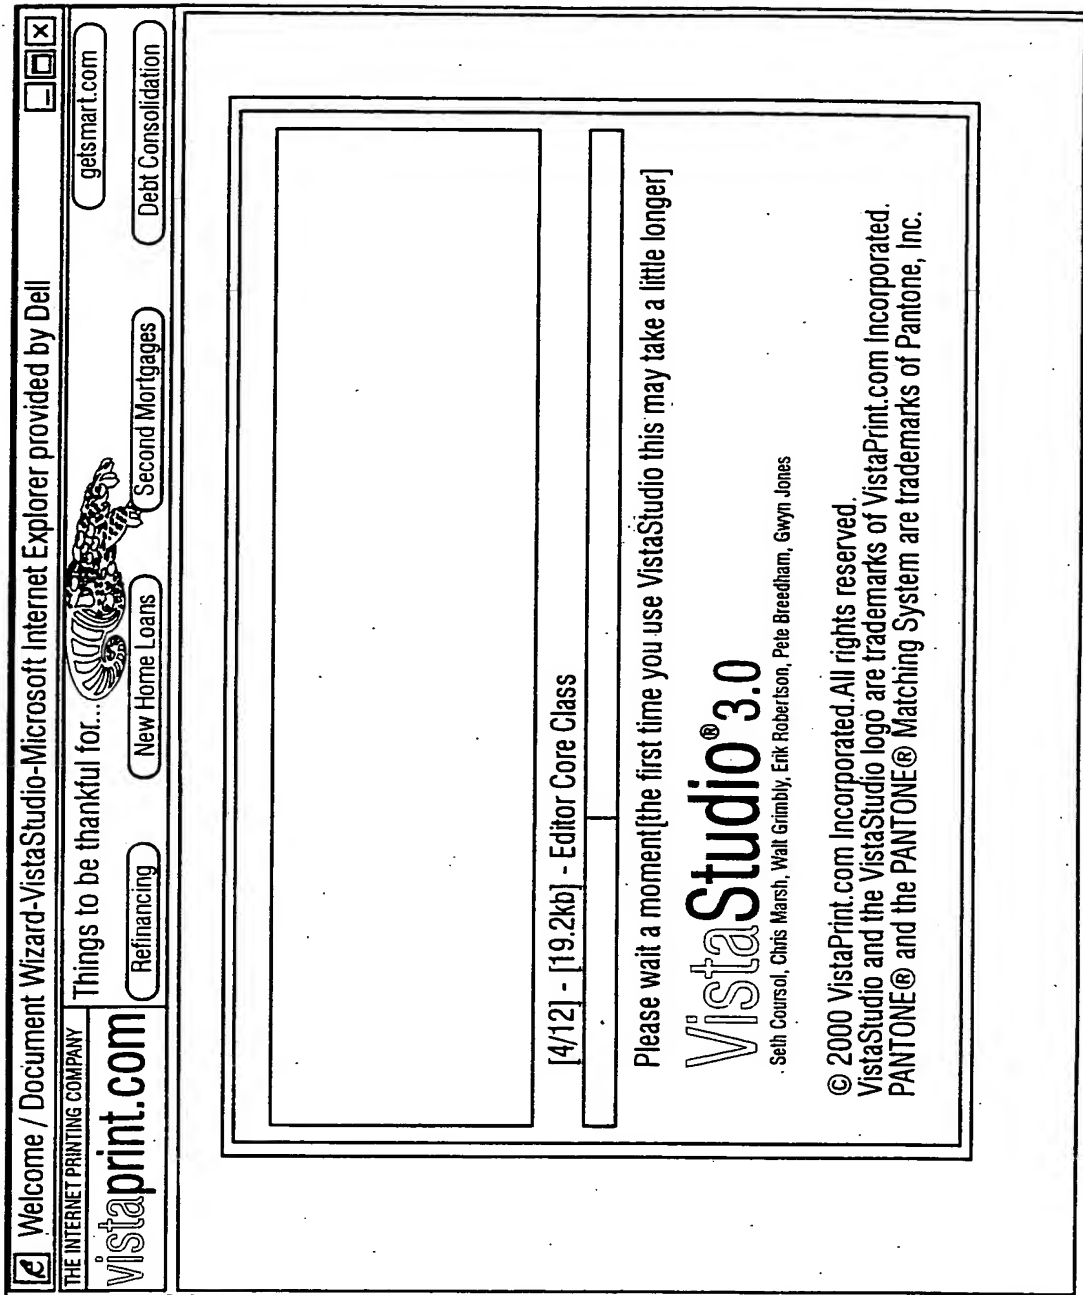 Welcome / Document Wizard-VistaStudio-Microsoft Internet Explorer provided by Dell
THE INTERNET PRINTING COMPANY
vistaprint.com
Things to be thankful for...
getsmart.com
Refinancing
New Home Loans
Second Mortgages
Debt Consolidation
[4/12] - [19.2kb] - Editor Core Class
Please wait a moment[the first time you use VistaStudio this may take a little longer]
VistaStudio® 3.0
Seth Coursol, Chris Marsh, Walt Grimbly, Erik Robertson, Pete Breedham, Gwyn Jones
© 2000 VistaPrint.com Incorporated.All rights reserved.
VistaStudio and the VistaStudio logo are trademarks of VistaPrint.com Incorporated.
PANTONE® and the PANTONE® Matching System are trademarks of Pantone, Inc.